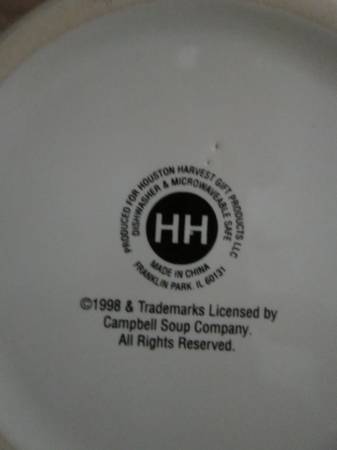 PRODUCED FOR HOUSTON HARVEST GIFT PRODUCTS LLC
DISHWASHER & MICROWAVEABLE SAFE
HH
MADE IN CHINA
FRANKLIN PARK, IL 60131
©1998 & Trademarks Licensed by
Campbell Soup Company.
All Rights Reserved.